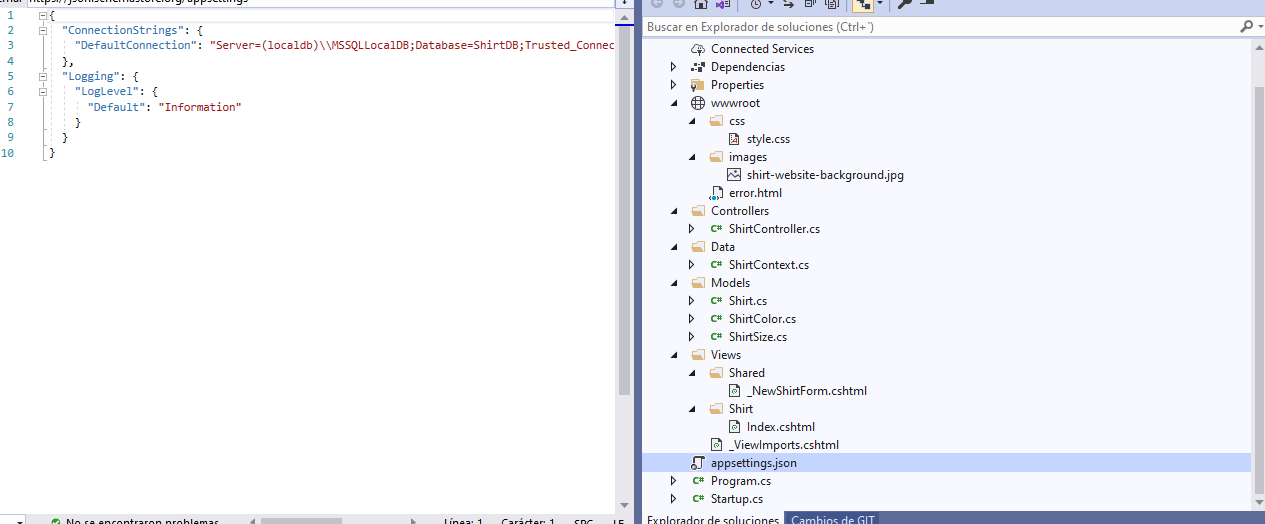 https://json.schemastore.org/appsettings
1 {
2 "ConnectionStrings": {
3 "DefaultConnection": "Server=(localdb)\\MSSQLLocalDB;Database=ShirtDB;Trusted_Connec
4 },
5 "Logging": {
6 "LogLevel": {
7 "Default": "Information"
8 }
9 }
10 }
No se encontraron problemas
Línea: 1 Carácter: 1 SPC LF
Buscar en Explorador de soluciones (Ctrl+¨)
Connected Services
Dependencias
Properties
wwwroot
css
style.css
images
shirt-website-background.jpg
error.html
Controllers
C# ShirtController.cs
Data
C# ShirtContext.cs
Models
C# Shirt.cs
C# ShirtColor.cs
C# ShirtSize.cs
Views
Shared
_NewShirtForm.cshtml
Shirt
Index.cshtml
_ViewImports.cshtml
appsettings.json
C# Program.cs
C# Startup.cs
Explorador de soluciones Cambios de GIT